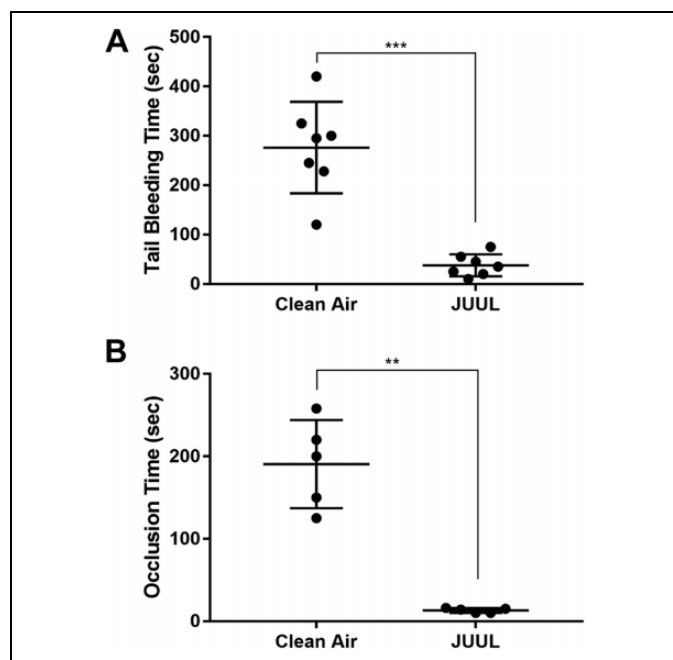 A
Tail Bleeding Time (sec)
500
400
300
200
100
0
***
Clean Air
JUUL
B
Occlusion Time (sec)
300
200
100
0
**
Clean Air
JUUL